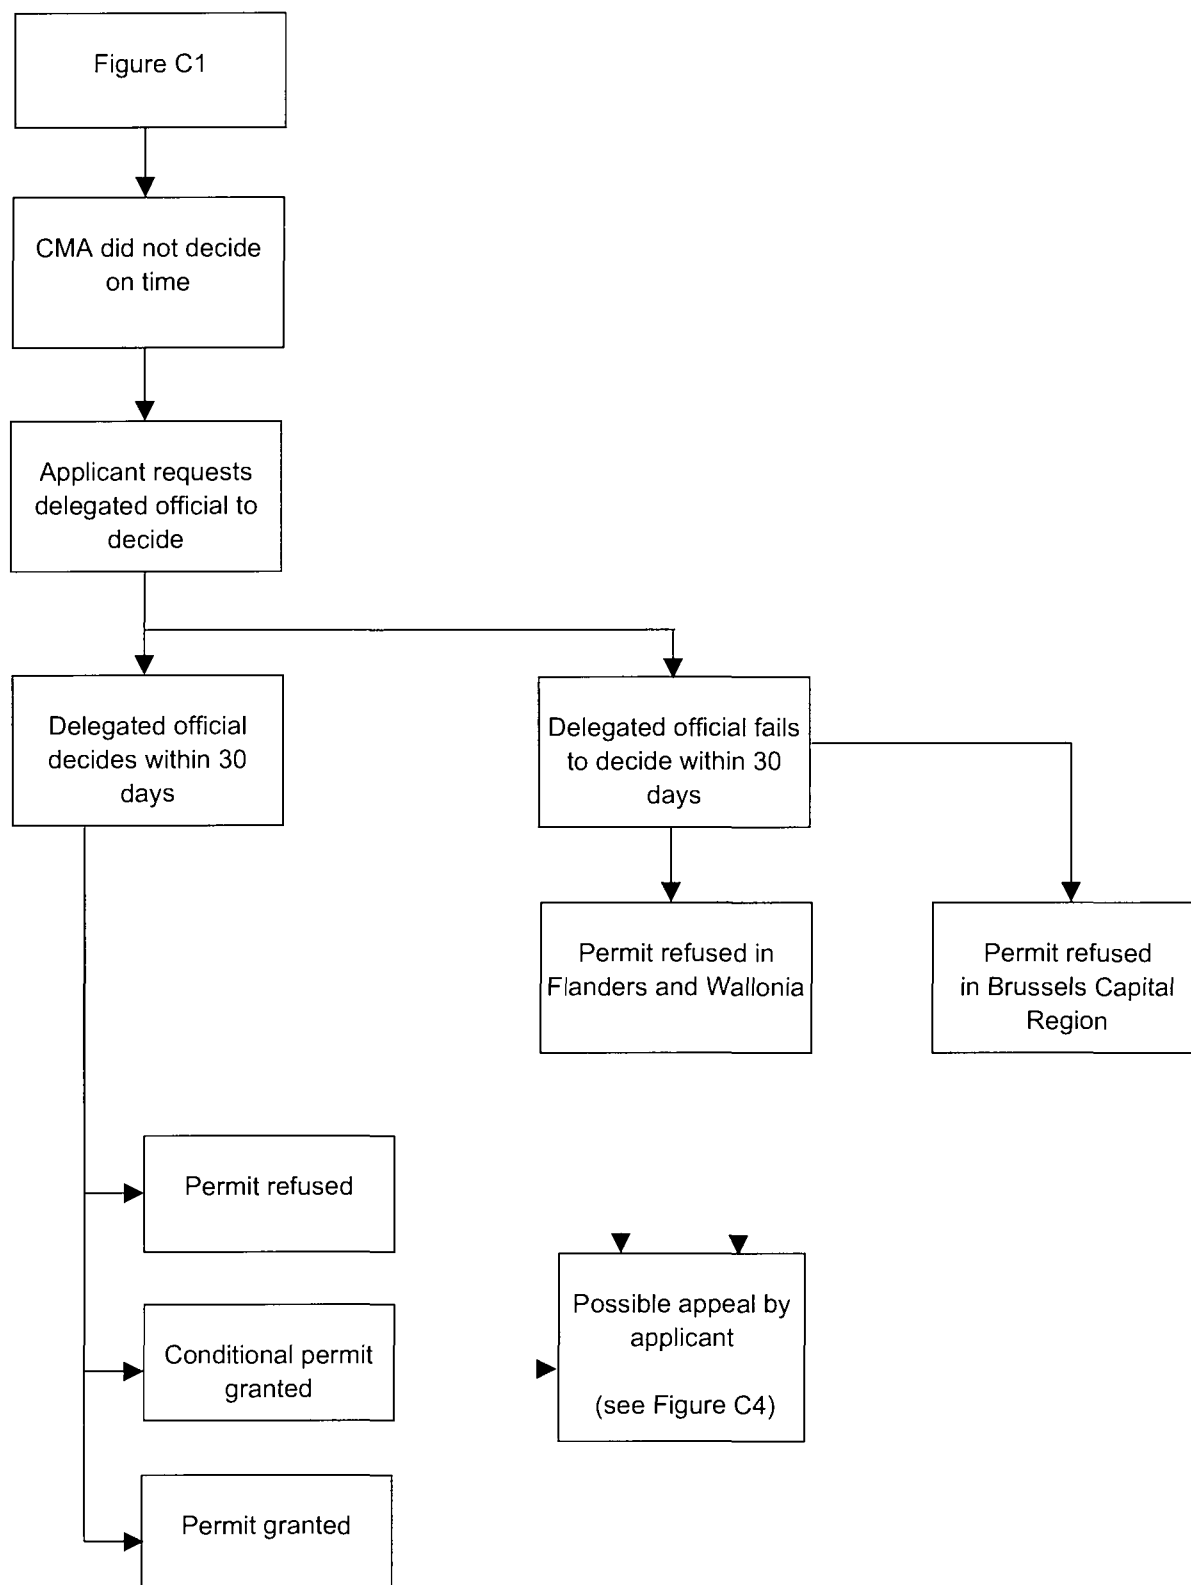 Figure C1
CMA did not decide
on time
Applicant requests
delegated official to
decide
Delegated official
decides within 30
days
Delegated official fails
to decide within 30
days
Permit refused in
Flanders and Wallonia
Permit refused
in Brussels Capital
Region
Permit refused
Conditional permit
granted
Permit granted
Possible appeal by
applicant
(see Figure C4)